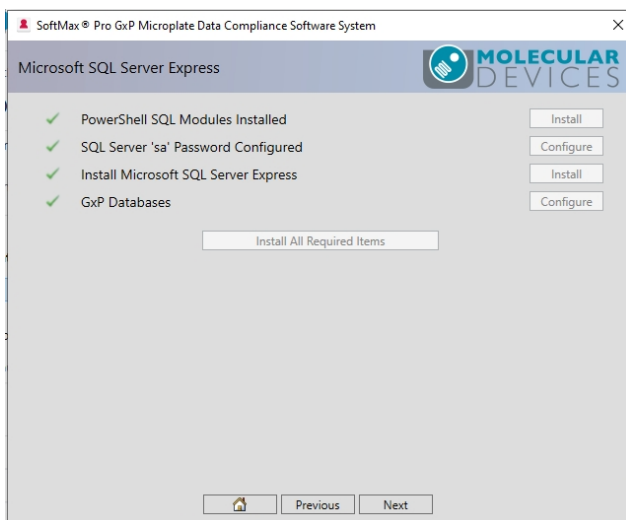 SoftMax® Pro GxP Microplate Data Compliance Software System
Microsoft SQL Server Express
MOLECULAR
DEVICES
PowerShell SQL Modules Installed Install
SQL Server 'sa' Password Configured Configure
Install Microsoft SQL Server Express Install
GxP Databases Configure
Install All Required Items
Previous Next